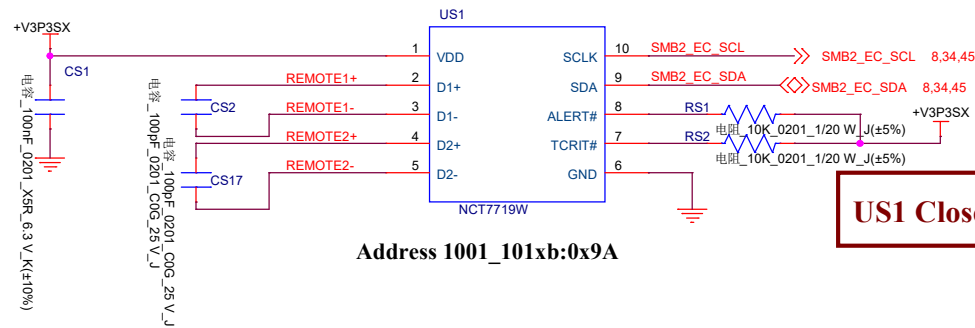 US1
+V3P3SX
CS1
电容_100nF_0201_X5R_6.3 V_K(±10%)
1
VDD
2
D1+
3
D1-
4
D2+
5
D2-
REMOTE1+
REMOTE1-
REMOTE2+
REMOTE2-
CS2
电容_100pF_0201_C0G_25 V_J
CS17
电容_100pF_0201_C0G_25 V_J
SCLK
10
SMB2_EC_SCL
SMB2_EC_SCL 8,34,45
SDA
9
SMB2_EC_SDA
SMB2_EC_SDA 8,34,45
ALERT#
8
RS1
电阻_10K_0201_1/20 W_J(±5%)
+V3P3SX
TCRIT#
7
RS2
电阻_10K_0201_1/20 W_J(±5%)
GND
6
NCT7719W
US1 Close
Address 1001_101xb:0x9A